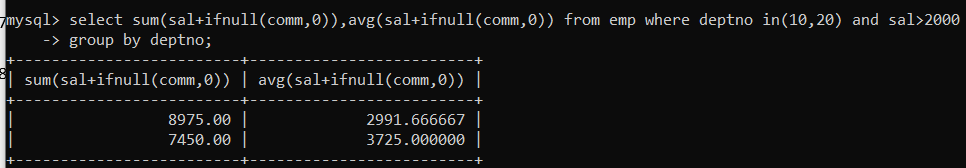 mysql> select sum(sal+ifnull(comm,0)),avg(sal+ifnull(comm,0)) from emp where deptno in(10,20) and sal>2000
    -> group by deptno;
+-------------------------+-------------------------+
| sum(sal+ifnull(comm,0)) | avg(sal+ifnull(comm,0)) |
+-------------------------+-------------------------+
|                 8975.00 |             2991.666667 |
|                 7450.00 |             3725.000000 |
+-------------------------+-------------------------+